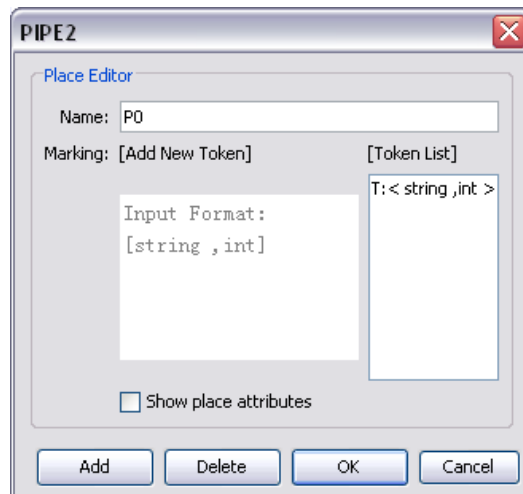 PIPE2
Place Editor
Name: P0
Marking: [Add New Token] [Token List]
Input Format:
[string ,int]
T:< string ,int >
Show place attributes
Add Delete OK Cancel